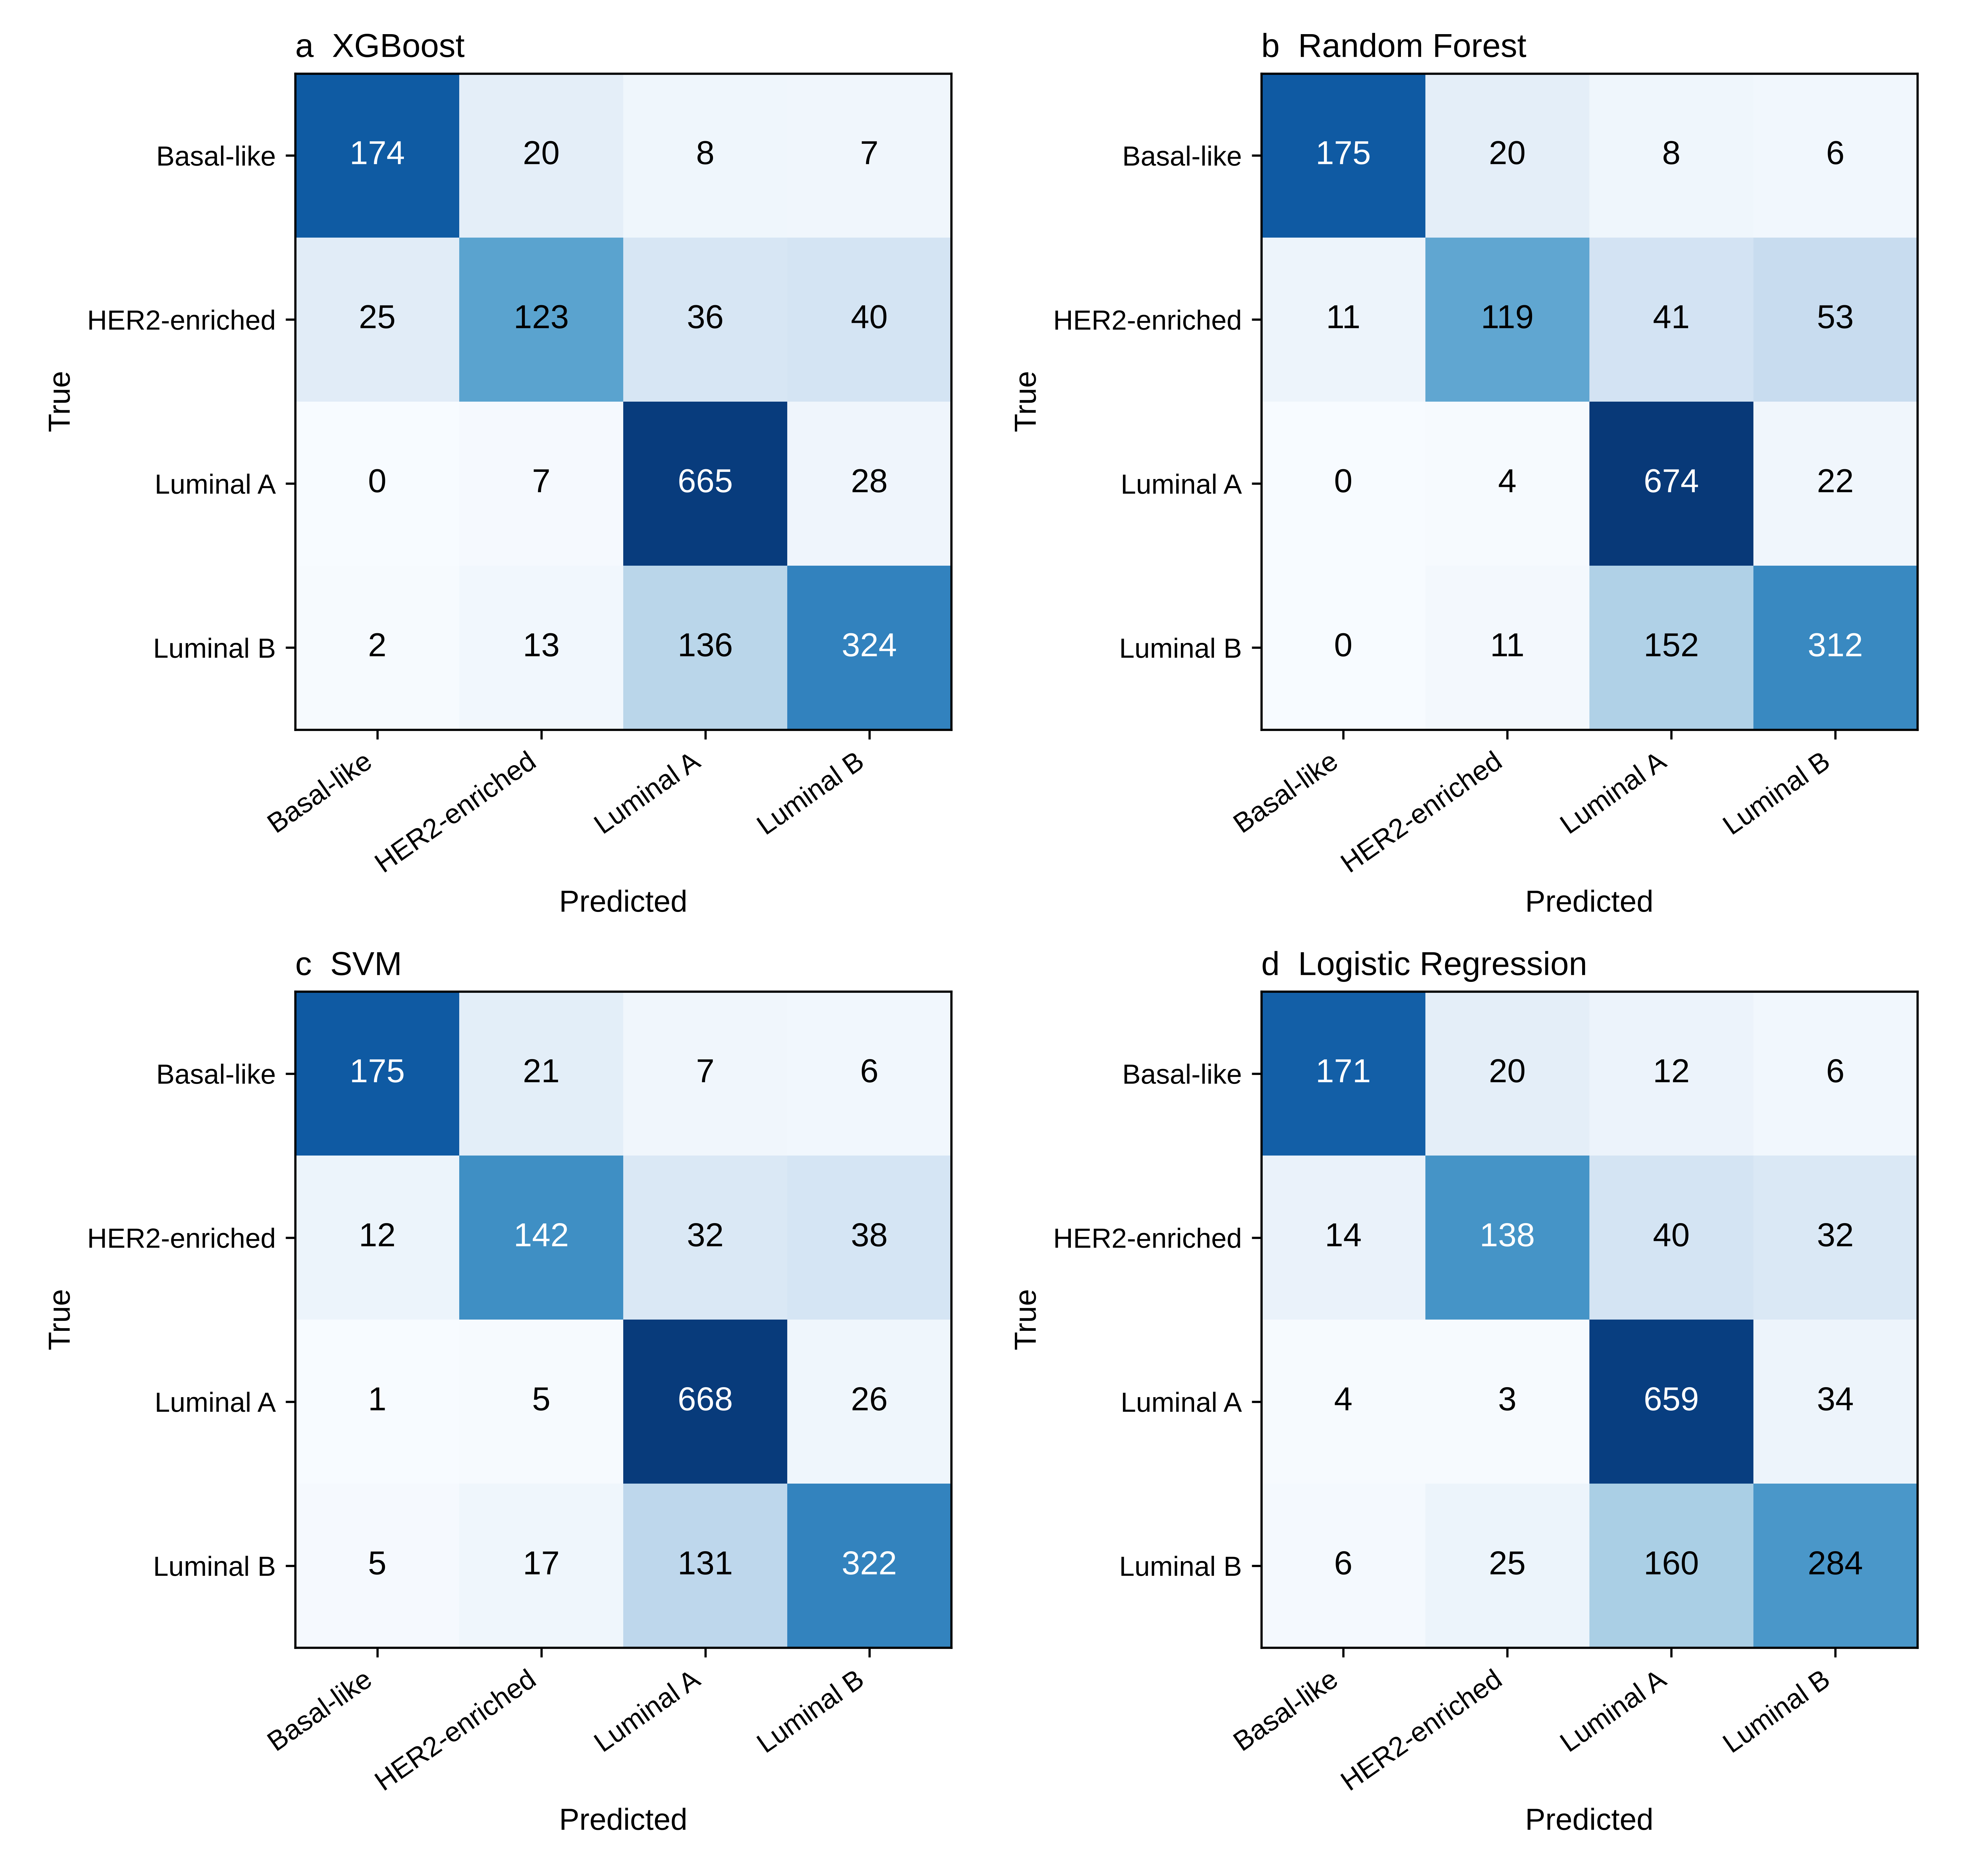 a XGBoost
Basal-like 174 20 8 7
HER2-enriched 25 123 36 40
Luminal A 0 7 665 28
Luminal B 2 13 136 324
True
Basal-like HER2-enriched Luminal A Luminal B
Predicted
b Random Forest
Basal-like 175 20 8 6
HER2-enriched 11 119 41 53
Luminal A 0 4 674 22
Luminal B 0 11 152 312
True
Basal-like HER2-enriched Luminal A Luminal B
Predicted
c SVM
Basal-like 175 21 7 6
HER2-enriched 12 142 32 38
Luminal A 1 5 668 26
Luminal B 5 17 131 322
True
Basal-like HER2-enriched Luminal A Luminal B
Predicted
d Logistic Regression
Basal-like 171 20 12 6
HER2-enriched 14 138 40 32
Luminal A 4 3 659 34
Luminal B 6 25 160 284
True
Basal-like HER2-enriched Luminal A Luminal B
Predicted